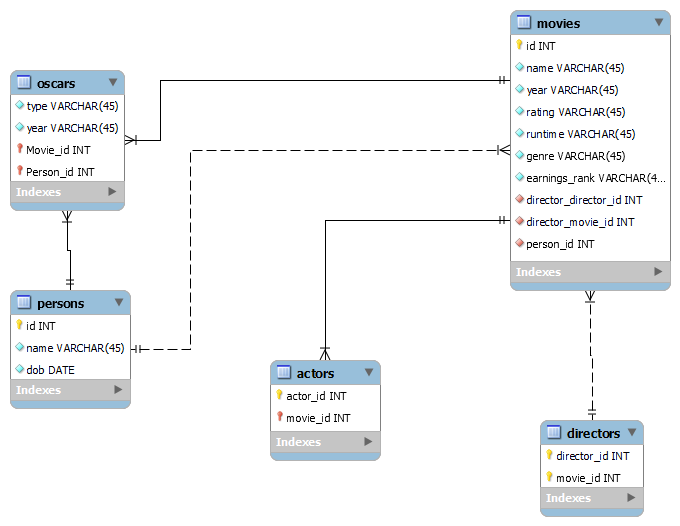 movies
id INT
name VARCHAR(45)
year VARCHAR(45)
rating VARCHAR(45)
runtime VARCHAR(45)
genre VARCHAR(45)
earnings_rank VARCHAR(4...
director_director_id INT
director_movie_id INT
person_id INT
Indexes
oscars
type VARCHAR(45)
year VARCHAR(45)
Movie_id INT
Person_id INT
Indexes
persons
id INT
name VARCHAR(45)
dob DATE
Indexes
actors
actor_id INT
movie_id INT
Indexes
directors
director_id INT
movie_id INT
Indexes